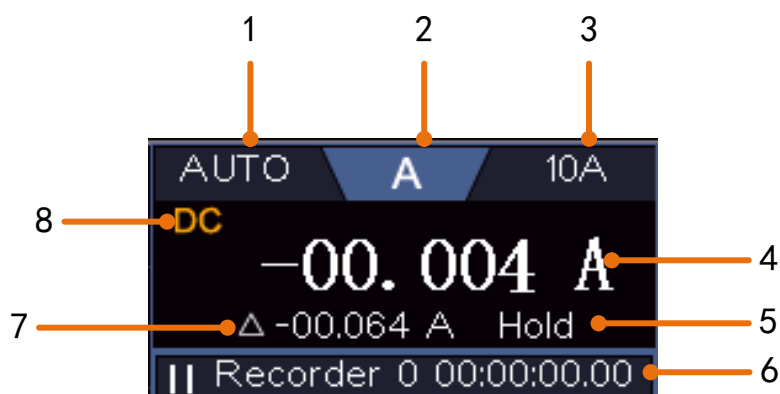 1 2 3
AUTO A 10A
8 DC
-00.004 A 4
7 △ -00.064 A Hold 5
|| Recorder 0 00:00:00.00 6